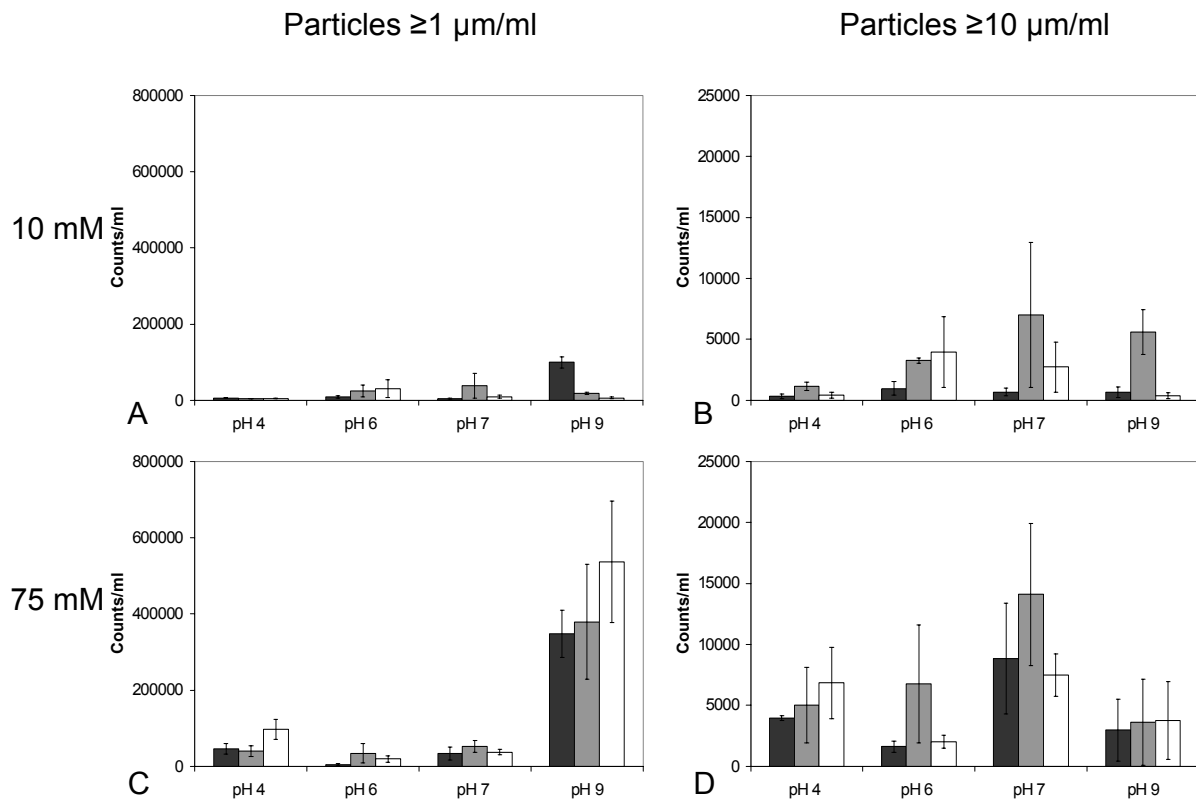 Particles ≥1 µm/ml
Particles ≥10 µm/ml
10 mM
Counts/ml
800000
600000
400000
200000
0
A
pH 4
pH 6
pH 7
pH 9
Counts/ml
25000
20000
15000
10000
5000
0
B
pH 4
pH 6
pH 7
pH 9
75 mM
Counts/ml
800000
600000
400000
200000
0
C
pH 4
pH 6
pH 7
pH 9
Counts/ml
25000
20000
15000
10000
5000
0
D
pH 4
pH 6
pH 7
pH 9